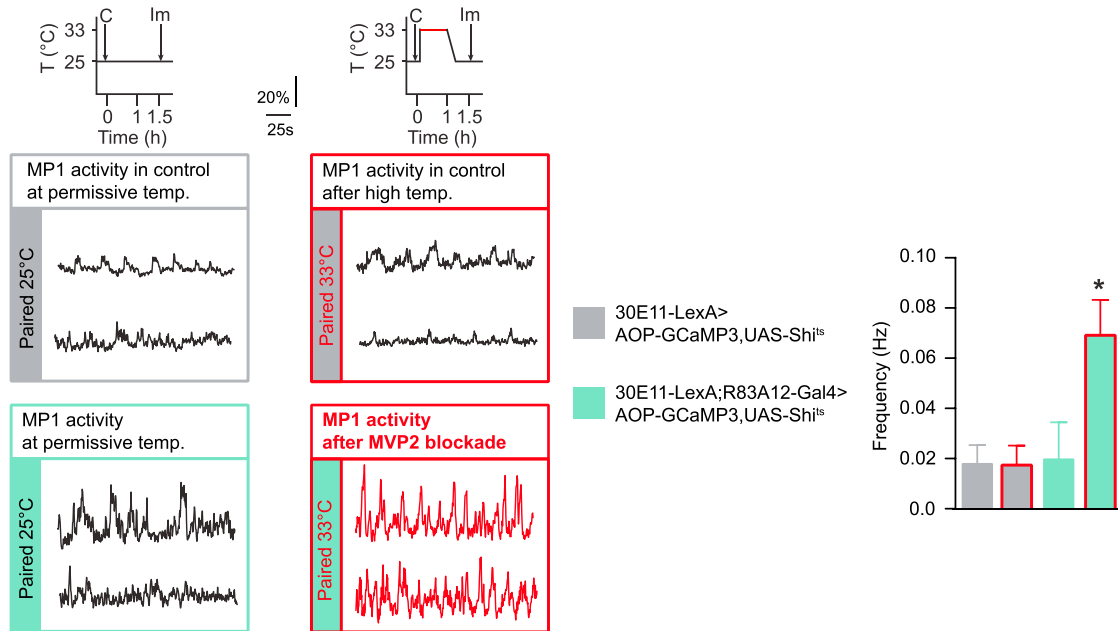 C Im
33
25
T (°C)
0 1 1.5
Time (h)
20%
25s
C Im
33
25
T (°C)
0 1 1.5
Time (h)
MP1 activity in control
at permissive temp.
Paired 25°C
MP1 activity in control
after high temp.
Paired 33°C
MP1 activity
at permissive temp.
Paired 25°C
MP1 activity
after MVP2 blockade
Paired 33°C
30E11-LexA>
AOP-GCaMP3,UAS-Shiᵗˢ
30E11-LexA;R83A12-Gal4>
AOP-GCaMP3,UAS-Shiᵗˢ
Frequency (Hz)
0.10
0.08
0.06
0.04
0.02
0.0
*